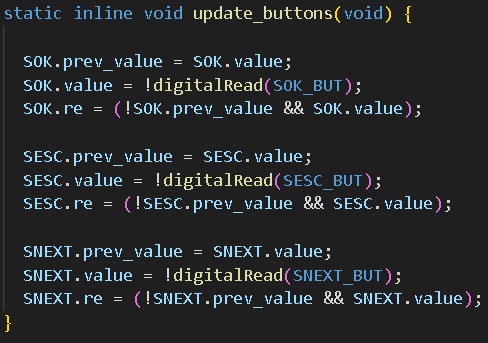 static inline void update_buttons(void) {
SOK.prev_value = SOK.value;
SOK.value = !digitalRead(SOK_BUT);
SOK.re = (!SOK.prev_value && SOK.value);
SESC.prev_value = SESC.value;
SESC.value = !digitalRead(SESC_BUT);
SESC.re = (!SESC.prev_value && SESC.value);
SNEXT.prev_value = SNEXT.value;
SNEXT.value = !digitalRead(SNEXT_BUT);
SNEXT.re = (!SNEXT.prev_value && SNEXT.value);
}